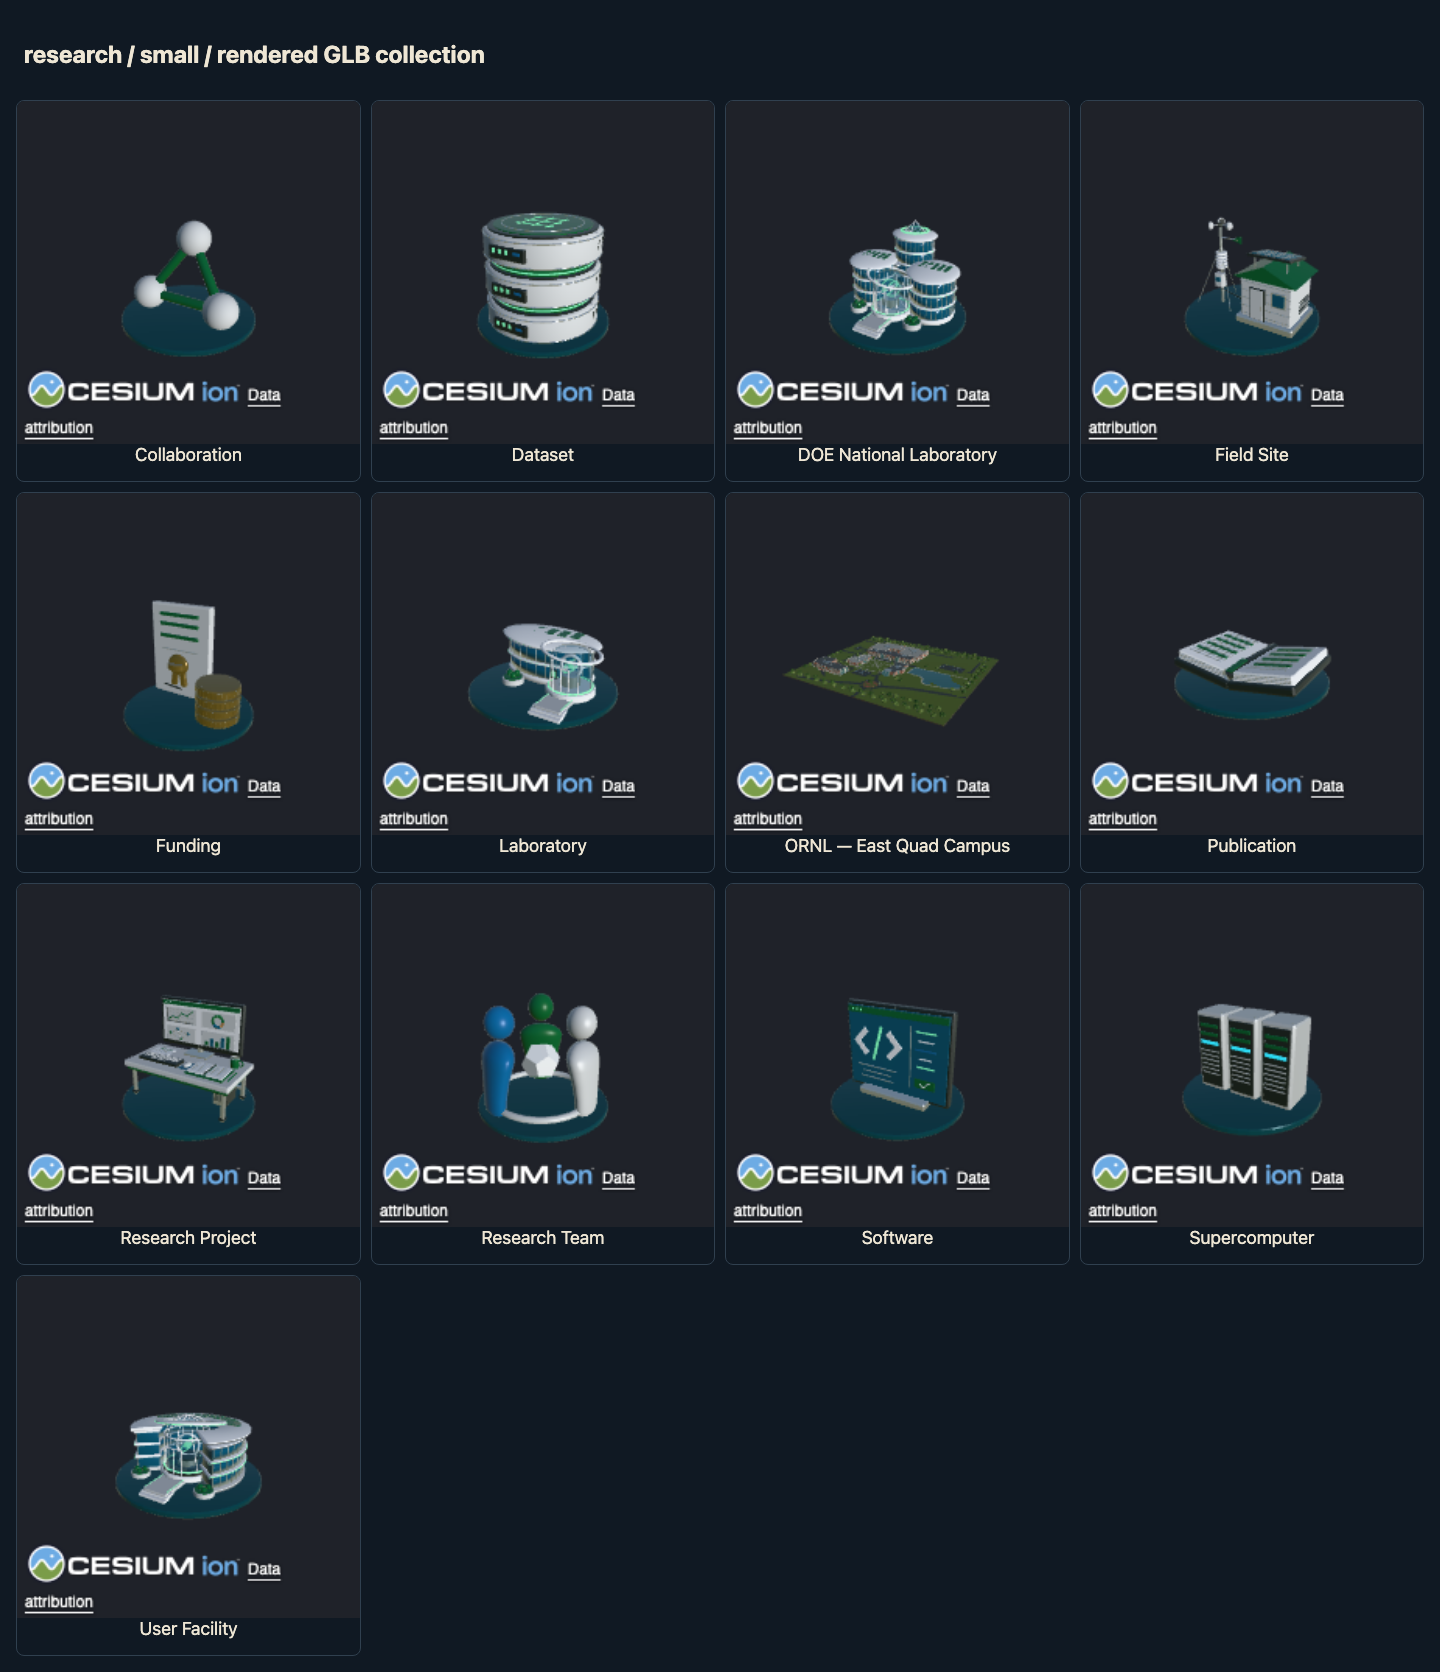 research / small / rendered GLB collection
CESIUM ion Data
attribution
Collaboration
CESIUM ion Data
attribution
Dataset
CESIUM ion Data
attribution
DOE National Laboratory
CESIUM ion Data
attribution
Field Site
CESIUM ion Data
attribution
Funding
CESIUM ion Data
attribution
Laboratory
CESIUM ion Data
attribution
ORNL — East Quad Campus
CESIUM ion Data
attribution
Publication
CESIUM ion Data
attribution
Research Project
CESIUM ion Data
attribution
Research Team
</>
CESIUM ion Data
attribution
Software
CESIUM ion Data
attribution
Supercomputer
CESIUM ion Data
attribution
User Facility